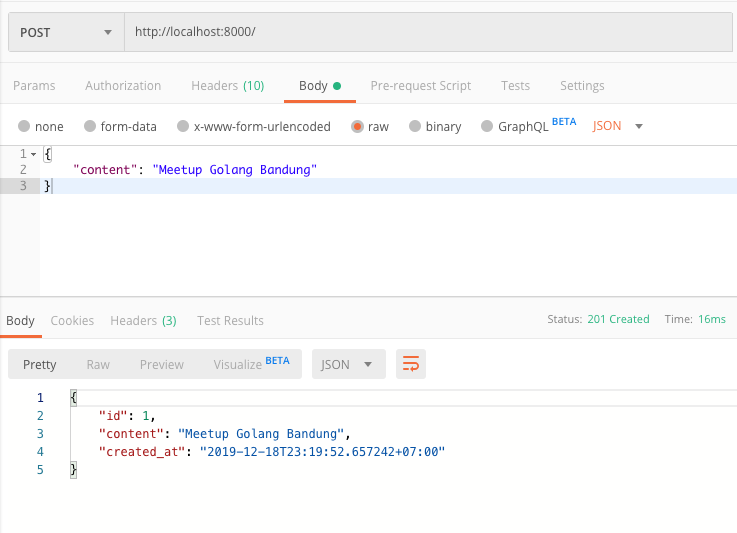 POST http://localhost:8000/
Params Authorization Headers (10) Body Pre-request Script Tests Settings
none form-data x-www-form-urlencoded raw binary GraphQL BETA JSON
1 {
2 "content": "Meetup Golang Bandung"
3 }
Body Cookies Headers (3) Test Results Status: 201 Created Time: 16ms
Pretty Raw Preview Visualize BETA JSON
1 {
2 "id": 1,
3 "content": "Meetup Golang Bandung",
4 "created_at": "2019-12-18T23:19:52.657242+07:00"
5 }